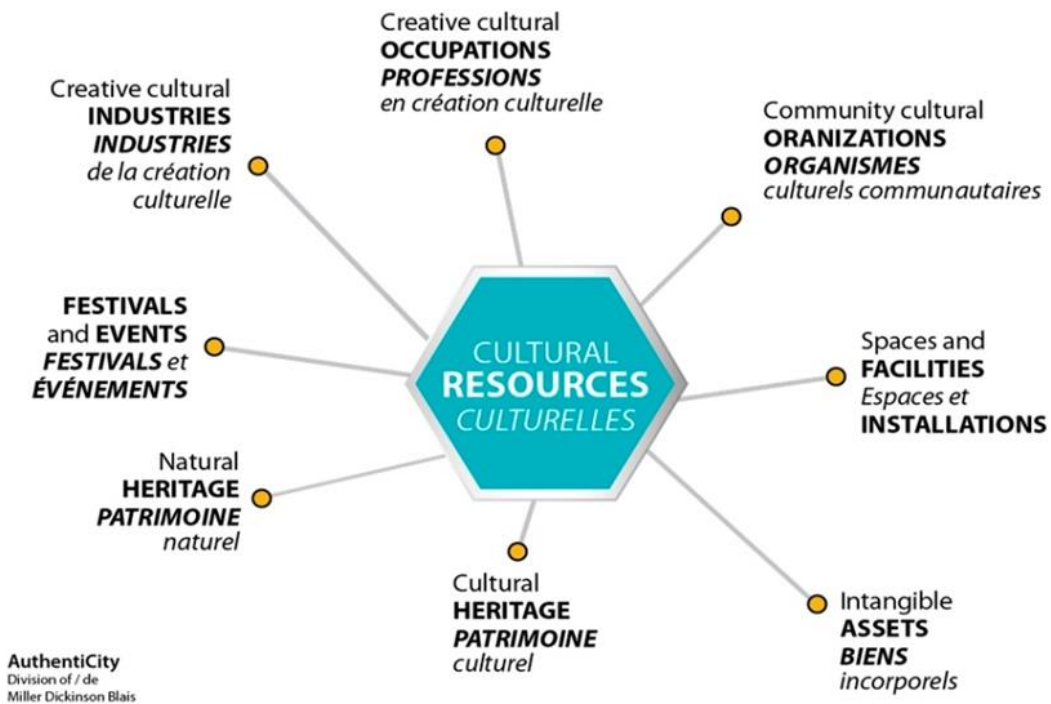 Creative cultural
OCCUPATIONS
PROFESSIONS
en création culturelle
Creative cultural
INDUSTRIES
INDUSTRIES
de la création
culturelle
Community cultural
ORANIZATIONS
ORGANISMES
culturels communautaires
FESTIVALS
and EVENTS
FESTIVALS et
ÉVÉNEMENTS
CULTURAL
RESOURCES
CULTURELLES
Spaces and
FACILITIES
Espaces et
INSTALLATIONS
Natural
HERITAGE
PATRIMOINE
naturel
Cultural
HERITAGE
PATRIMOINE
culturel
Intangible
ASSETS
BIENS
incorporels
AuthentiCity
Division of / de
Miller Dickinson Blais